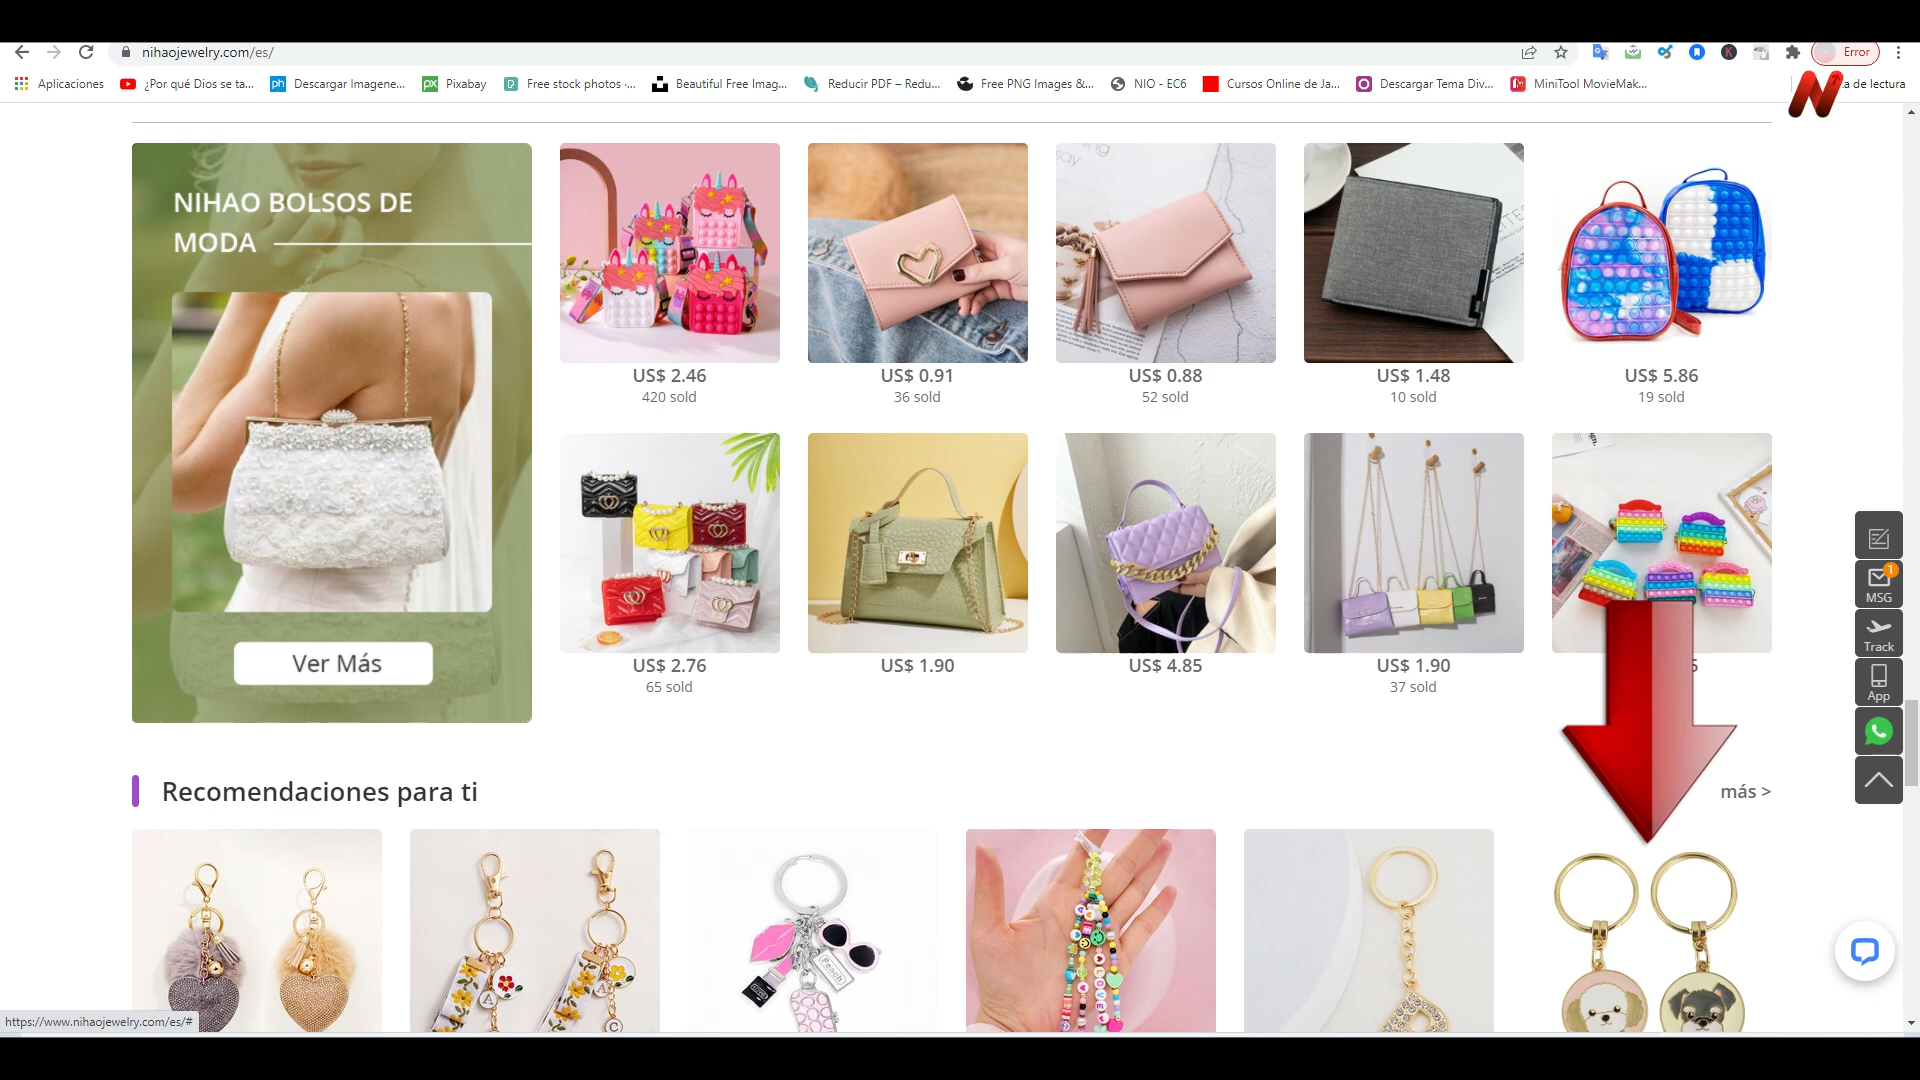 nihaojewelry.com/es/
Error
Aplicaciones
¿Por qué Dios se ta...
Descargar Imagene...
Pixabay
Free stock photos ·...
Beautiful Free Imag...
Reducir PDF – Redu...
Free PNG Images &...
NIO - EC6
Cursos Online de Ja...
Descargar Tema Div...
MiniTool MovieMak...
a de lectura
NIHAO BOLSOS DE
MODA
Ver Más
US$ 2.46
420 sold
US$ 0.91
36 sold
US$ 0.88
52 sold
US$ 1.48
10 sold
US$ 5.86
19 sold
US$ 2.76
65 sold
US$ 1.90
US$ 4.85
US$ 1.90
37 sold
1
MSG
Track
App
Recomendaciones para ti
más >
peach
https://www.nihaojewelry.com/es/#